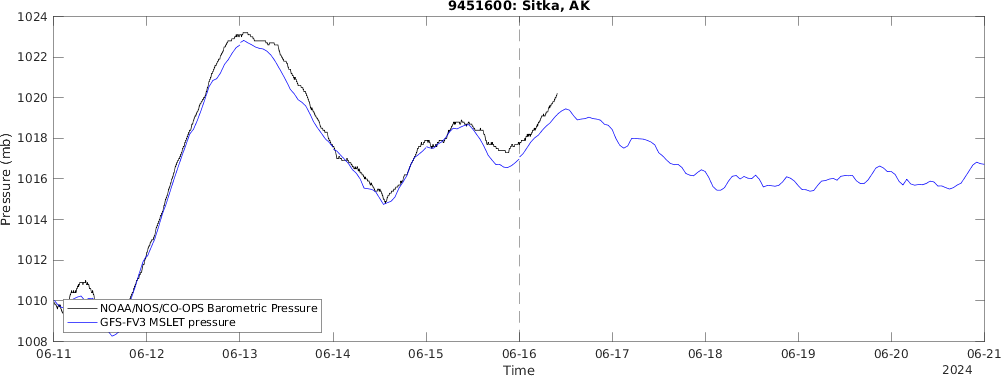 9451600: Sitka, AK
1024
1022
1020
1018
1016
1014
1012
1010
1008
Pressure (mb)
NOAA/NOS/CO-OPS Barometric Pressure
GFS-FV3 MSLET pressure
06-11 06-12 06-13 06-14 06-15 06-16 06-17 06-18 06-19 06-20 06-21
Time
2024